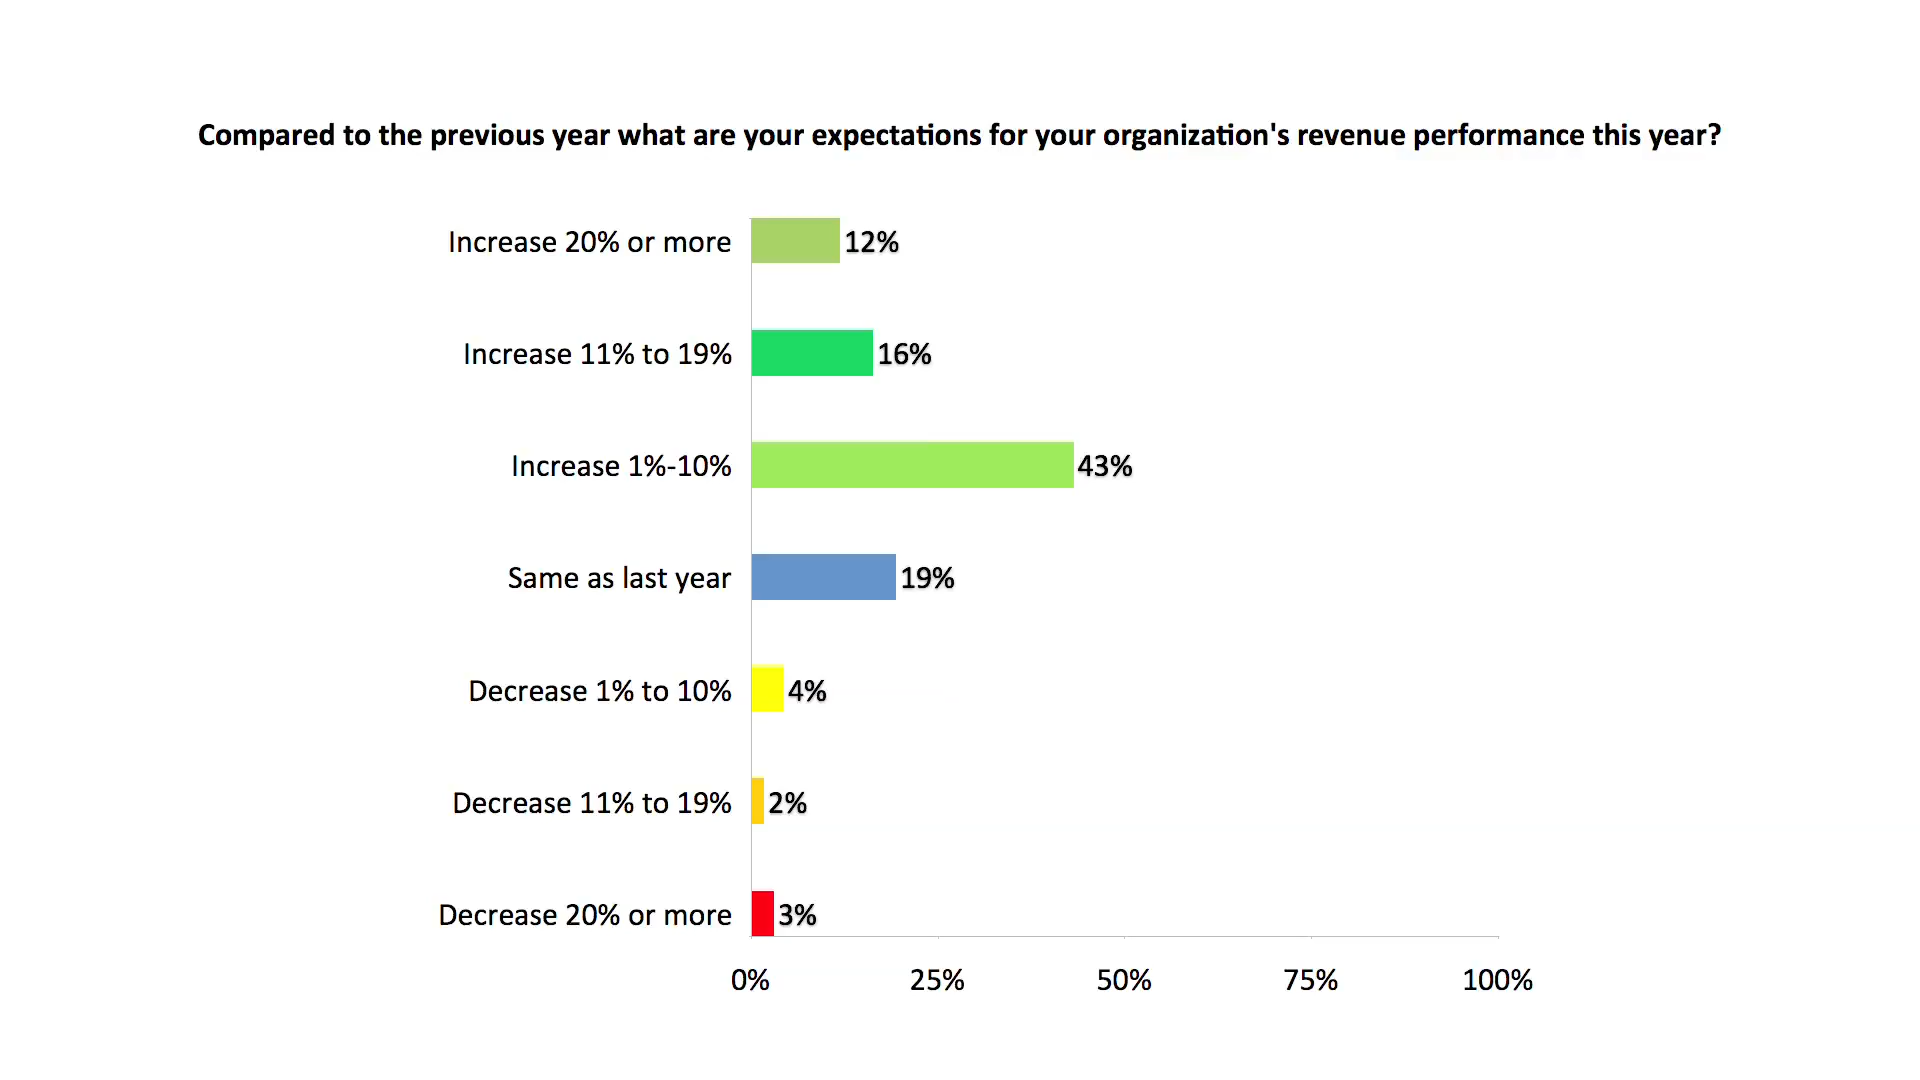 Compared to the previous year what are your expectations for your organization's revenue performance this year?
Increase 20% or more 12%
Increase 11% to 19% 16%
Increase 1%-10% 43%
Same as last year 19%
Decrease 1% to 10% 4%
Decrease 11% to 19% 2%
Decrease 20% or more 3%
0% 25% 50% 75% 100%